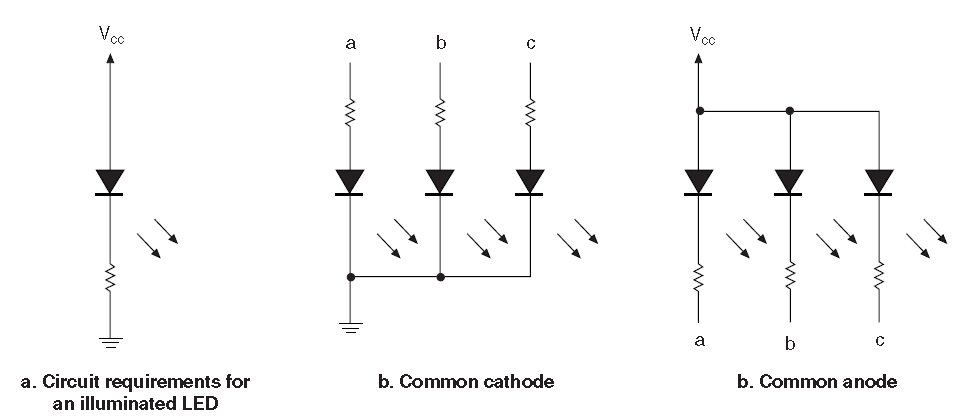 Vcc
a b c
Vcc
a b c
a. Circuit requirements for
an illuminated LED
b. Common cathode
b. Common anode